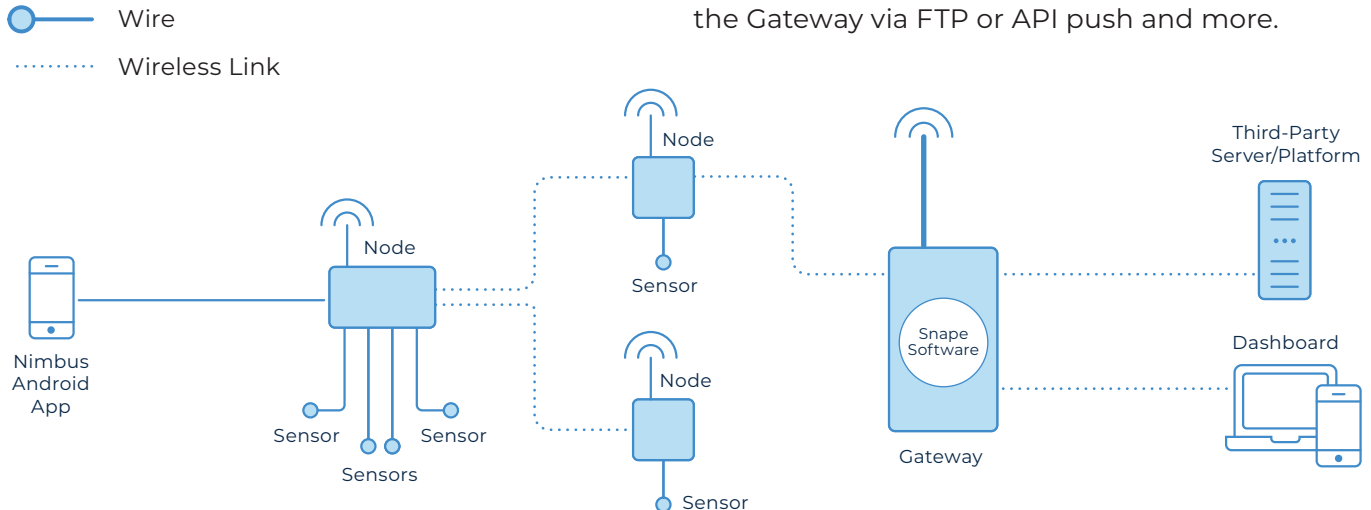 Wire
the Gateway via FTP or API push and more.
Wireless Link
Node
Third-Party
Server/Platform
Node
Sensor
Snape
Software
Dashboard
Nimbus
Android
App
Node
Sensor
Sensor
Sensors
Gateway
Sensor